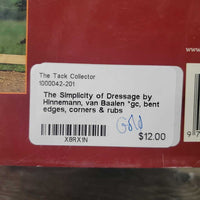 The Tack Collector
1000042-201
The Simplicity of Dressage by
Hinnemann, van Baalen *gc, bent
edges, corners & rubs
Gold
X8RX1N
$12.00